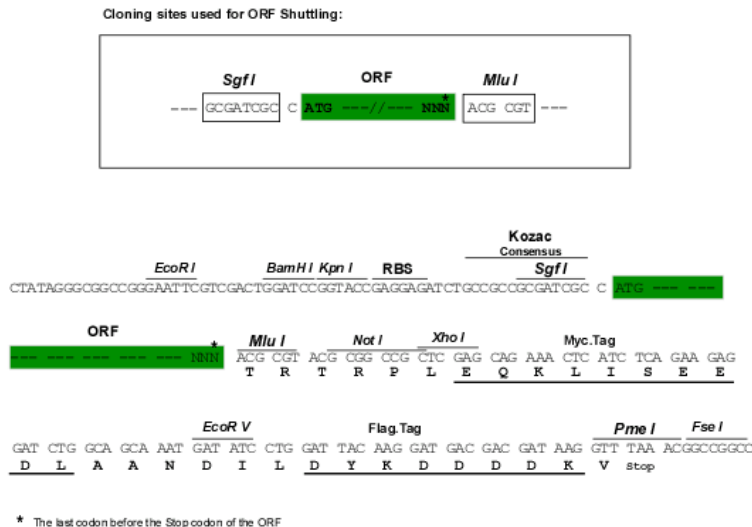 Cloning sites used for ORF Shuttling:
Sgf I ORF Mlu I
--- GCGATCGC C ATG ---//--- NNN* ACG CGT ---
Kozac
Consensus
EcoR I BamH I Kpn I RBS Sgf I
CTATAGGGCGGCCGGGAATTCGTCGACTGGATCCGGTACCGAGGAGATCTGCCGCCGCGATCGC C ATG --- ---
ORF Mlu I Not I Xho I Myc.Tag
--- --- --- --- --- --- NNN* ACG CGT ACG CGG CCG CTC GAG CAG AAA CTC ATC TCA GAA GAG
T R T R P L E Q K L I S E E
EcoR V Flag.Tag Pme I Fse I
GAT CTG GCA GCA AAT GAT ATC CTG GAT TAC AAG GAT GAC GAC GAT AAG GTT TAA ACGGCCGGCC
D L A A N D I L D Y K D D D D K V Stop
* The last codon before the Stop codon of the ORF